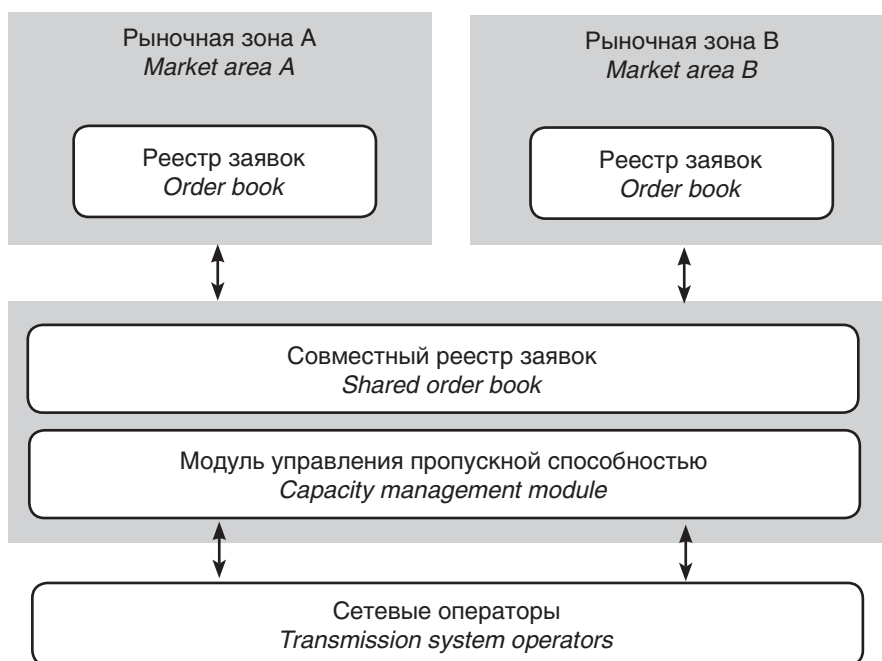 Рыночная зона А
Market area A
Реестр заявок
Order book
Рыночная зона В
Market area B
Реестр заявок
Order book
Совместный реестр заявок
Shared order book
Модуль управления пропускной способностью
Capacity management module
Сетевые операторы
Transmission system operators